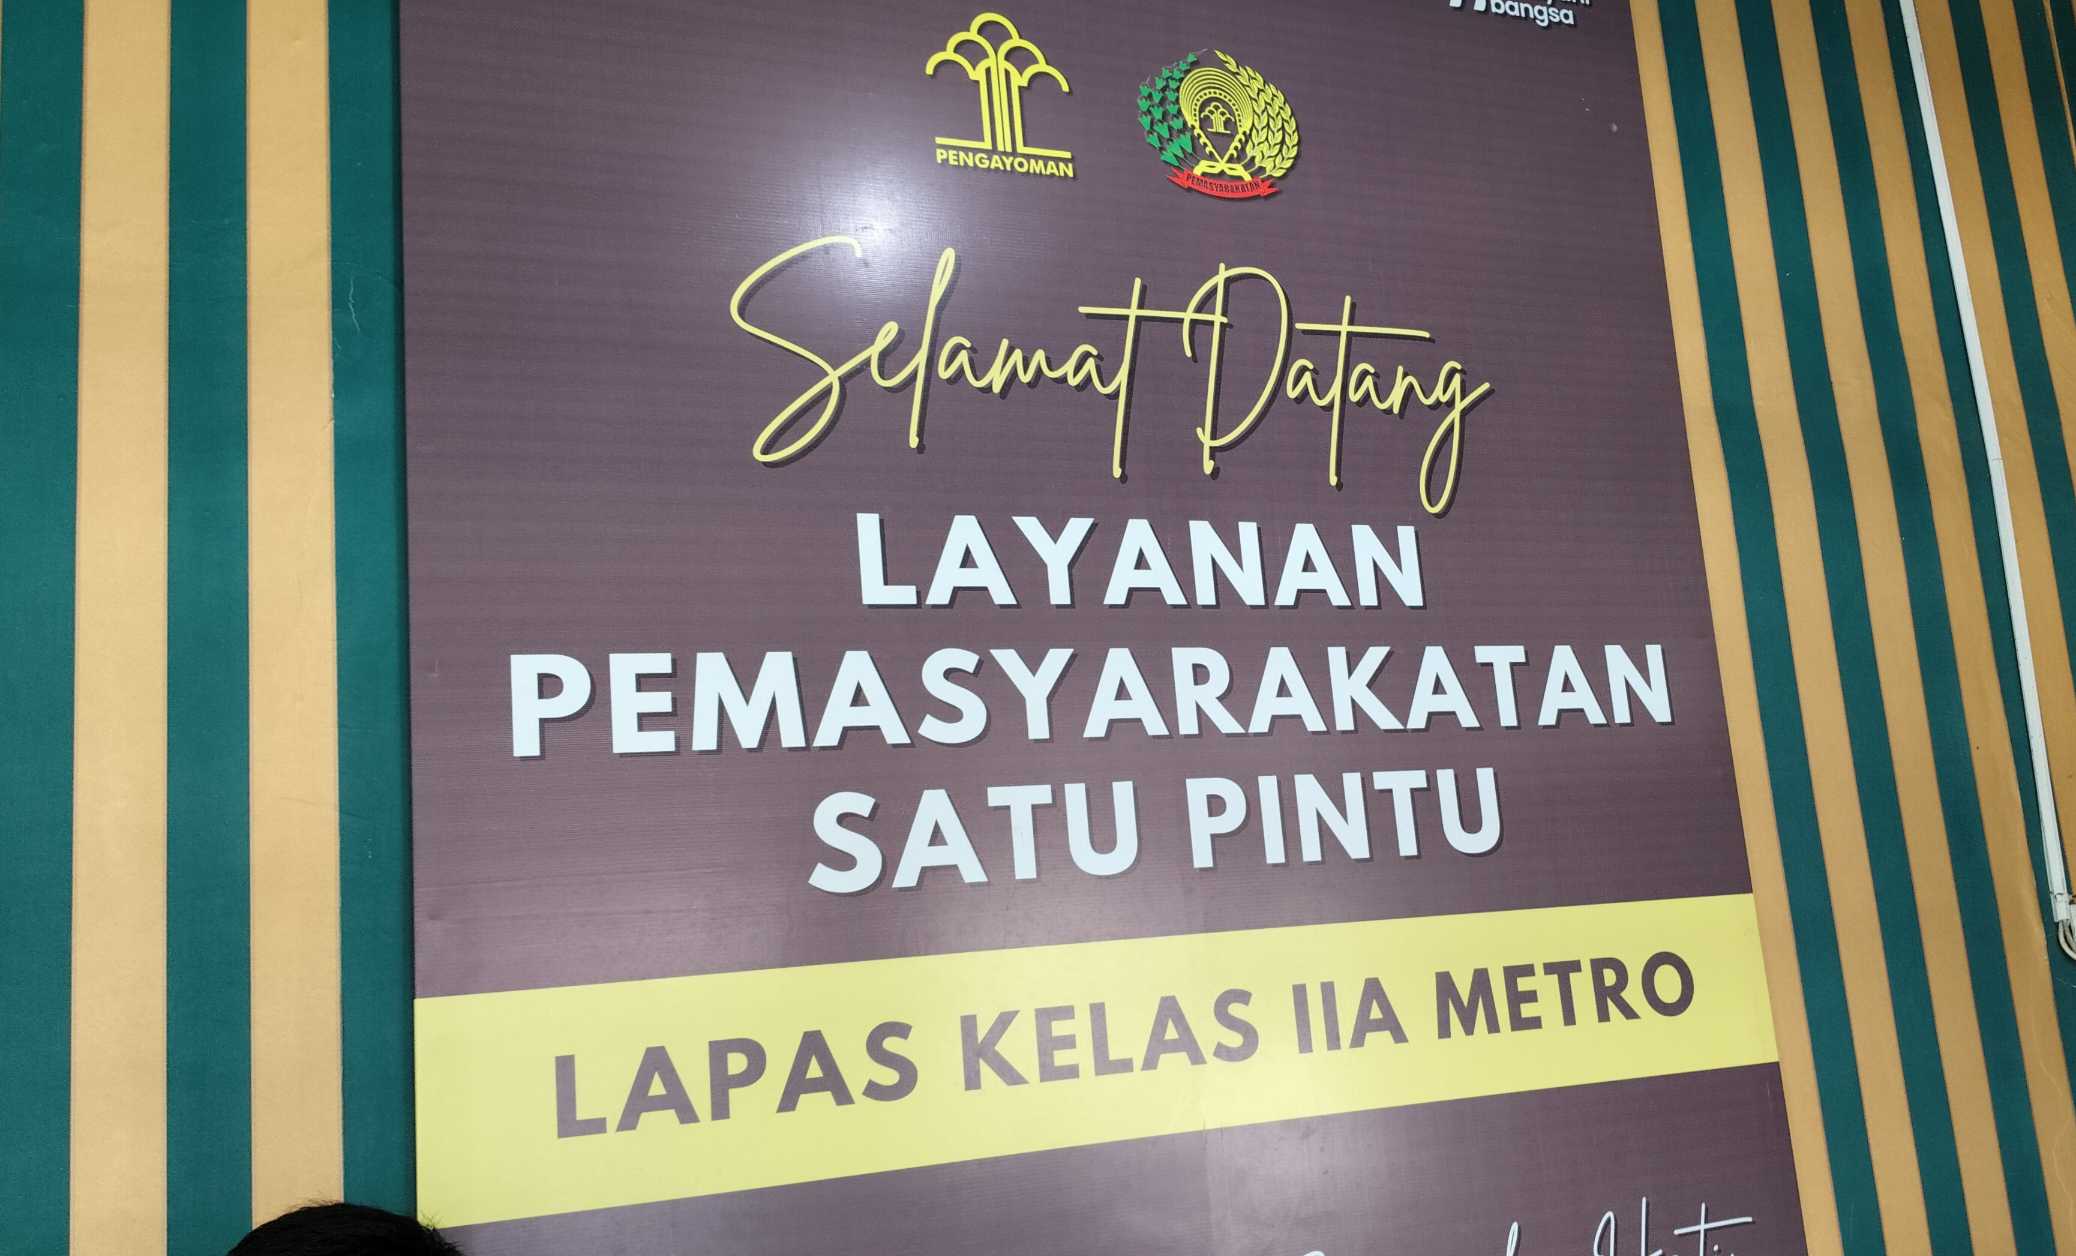 bangsa
PENGAYOMAN
PEMASYARAKATAN
Selamat Datang
LAYANAN
PEMASYARAKATAN
SATU PINTU
LAPAS KELAS IIA METRO